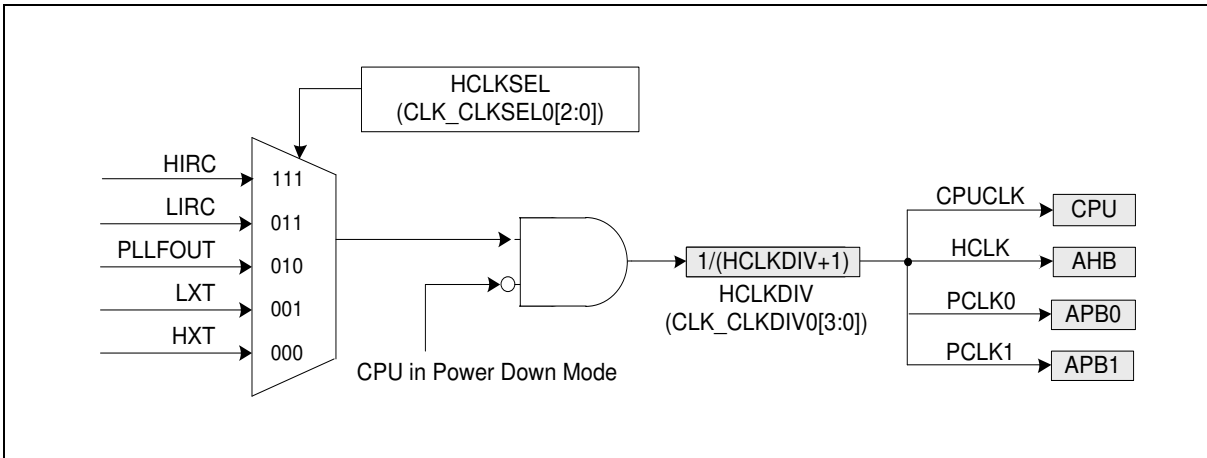 HCLKSEL
(CLK_CLKSEL0[2:0])
HIRC
111
LIRC
011
PLLFOUT
010
LXT
001
HXT
000
CPU in Power Down Mode
1/(HCLKDIV+1)
HCLKDIV
(CLK_CLKDIV0[3:0])
CPUCLK
CPU
HCLK
AHB
PCLK0
APB0
PCLK1
APB1